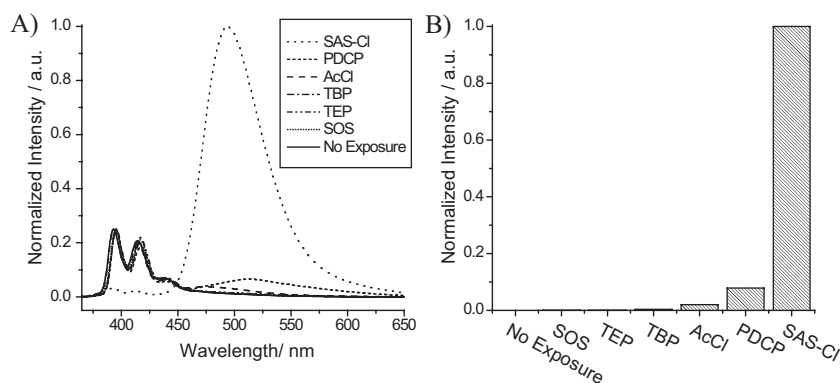 A)
Normalized Intensity / a.u.
1.0
0.8
0.6
0.4
0.2
0.0
400 450 500 550 600 650
Wavelength/ nm
SAS-Cl
PDCP
AcCl
TBP
TEP
SOS
No Exposure
B)
Normalized Intensity / a.u.
1.0
0.8
0.6
0.4
0.2
0.0
No Exposure
SOS
TEP
TBP
AcCl
PDCP
SAS-Cl